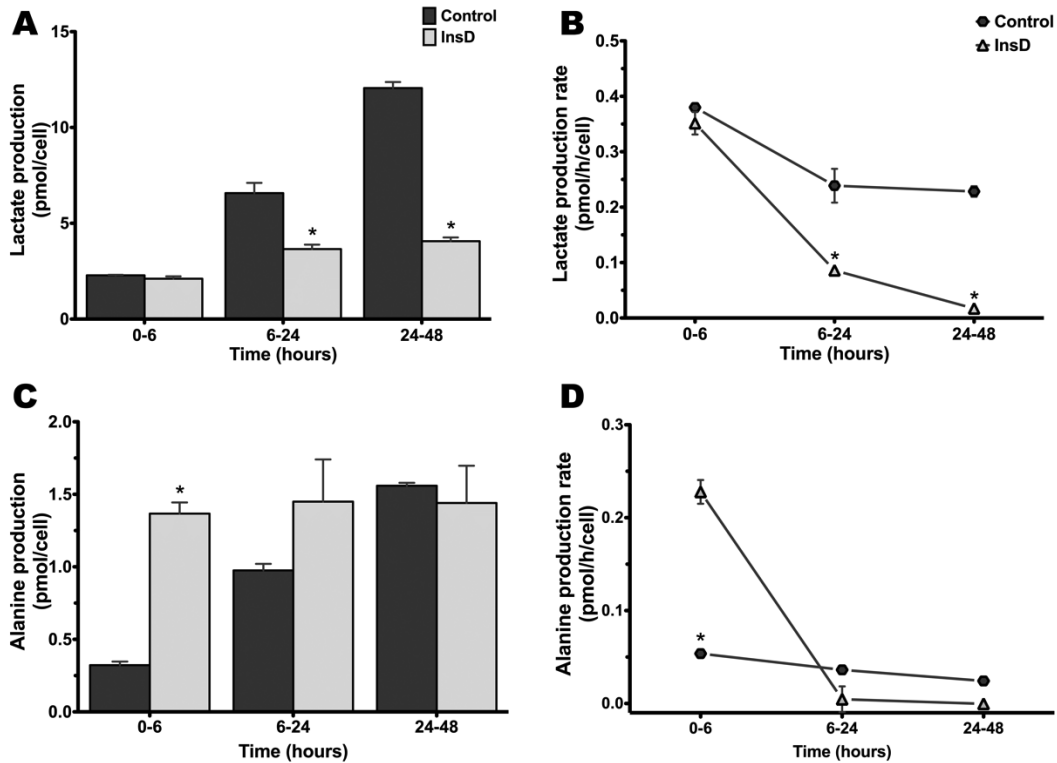 A
Control
InsD
Lactate production
(pmol/cell)
15
10
5
0
*
*
0-6
6-24
24-48
Time (hours)
B
Control
InsD
Lactate production rate
(pmol/h/cell)
0.5
0.4
0.3
0.2
0.1
0.0
*
*
0-6
6-24
24-48
Time (hours)
C
Alanine production
(pmol/cell)
2.0
1.5
1.0
0.5
0.0
*
0-6
6-24
24-48
Time (hours)
D
Alanine production rate
(pmol/h/cell)
0.3
0.2
0.1
0.0
*
0-6
6-24
24-48
Time (hours)